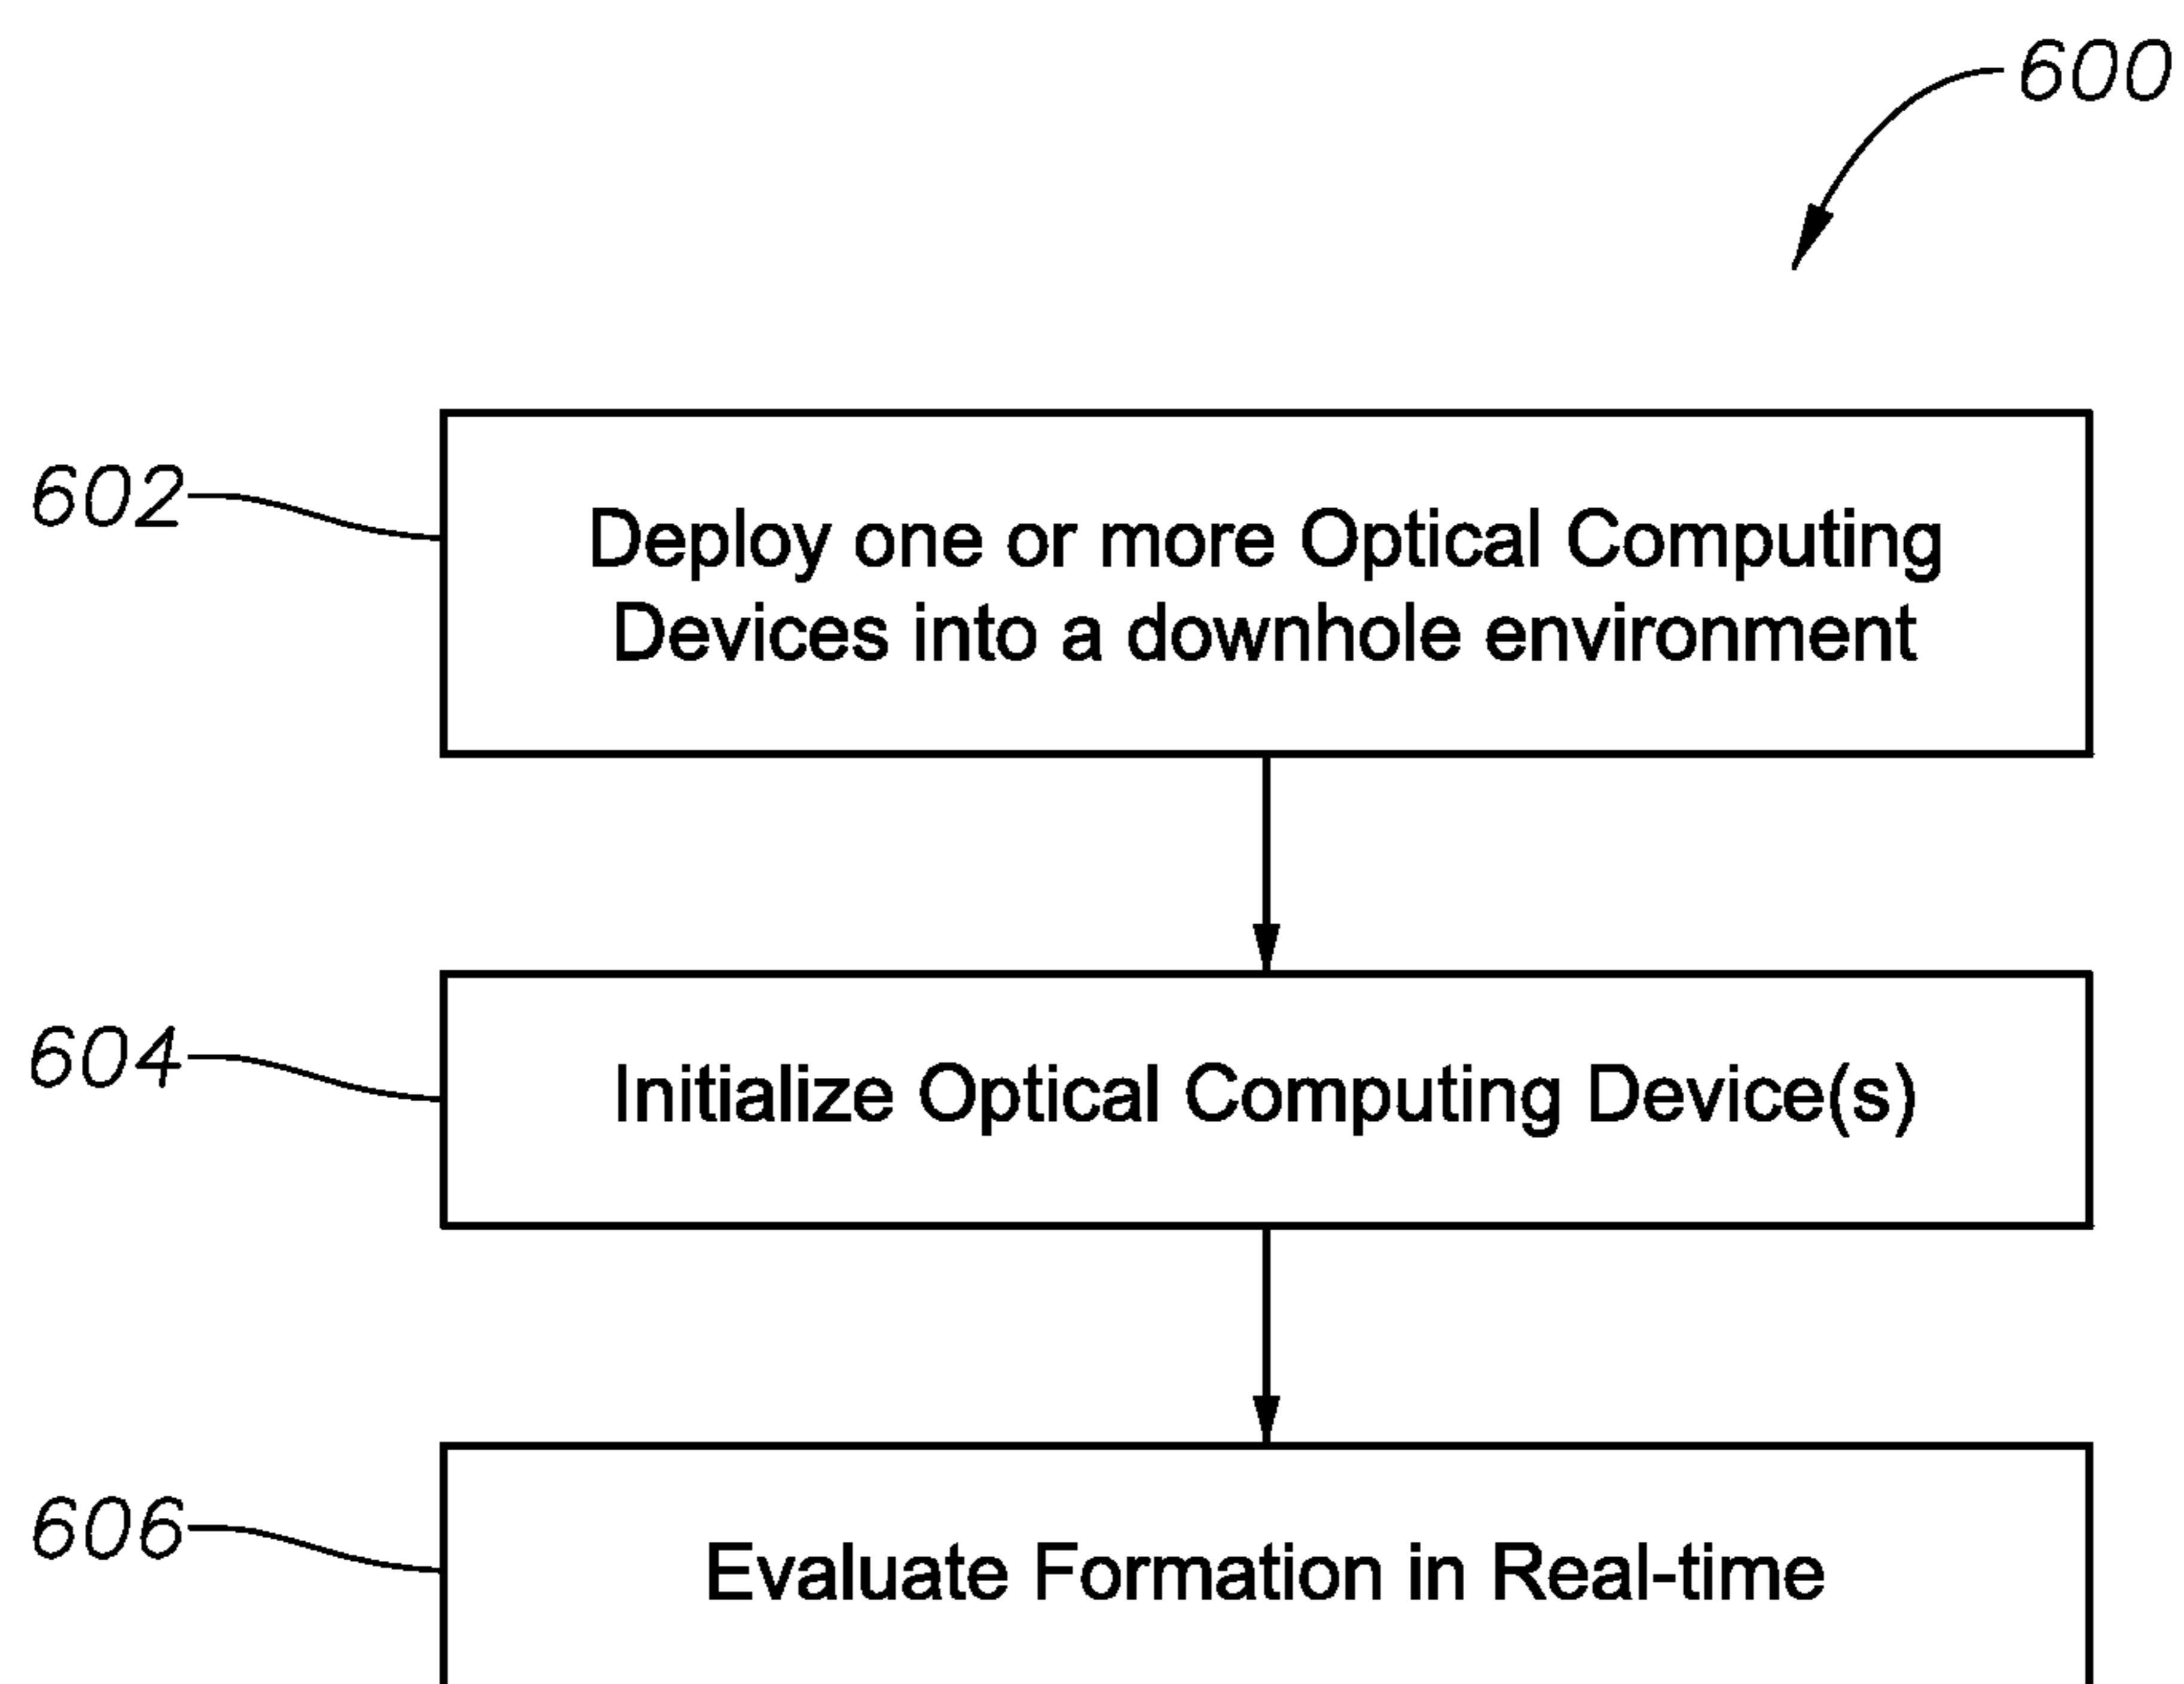 600
602
Deploy one or more Optical Computing
Devices into a downhole environment
604
Initialize Optical Computing Device(s)
606
Evaluate Formation in Real-time